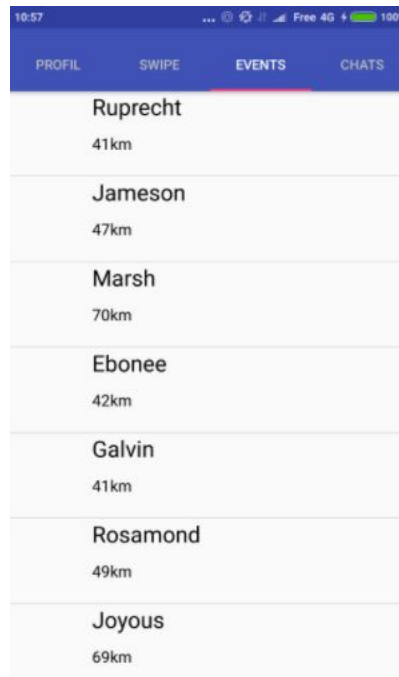 10:57 ... Free 4G 100
PROFIL SWIPE EVENTS CHATS
Ruprecht
41km
Jameson
47km
Marsh
70km
Ebonee
42km
Galvin
41km
Rosamond
49km
Joyous
69km